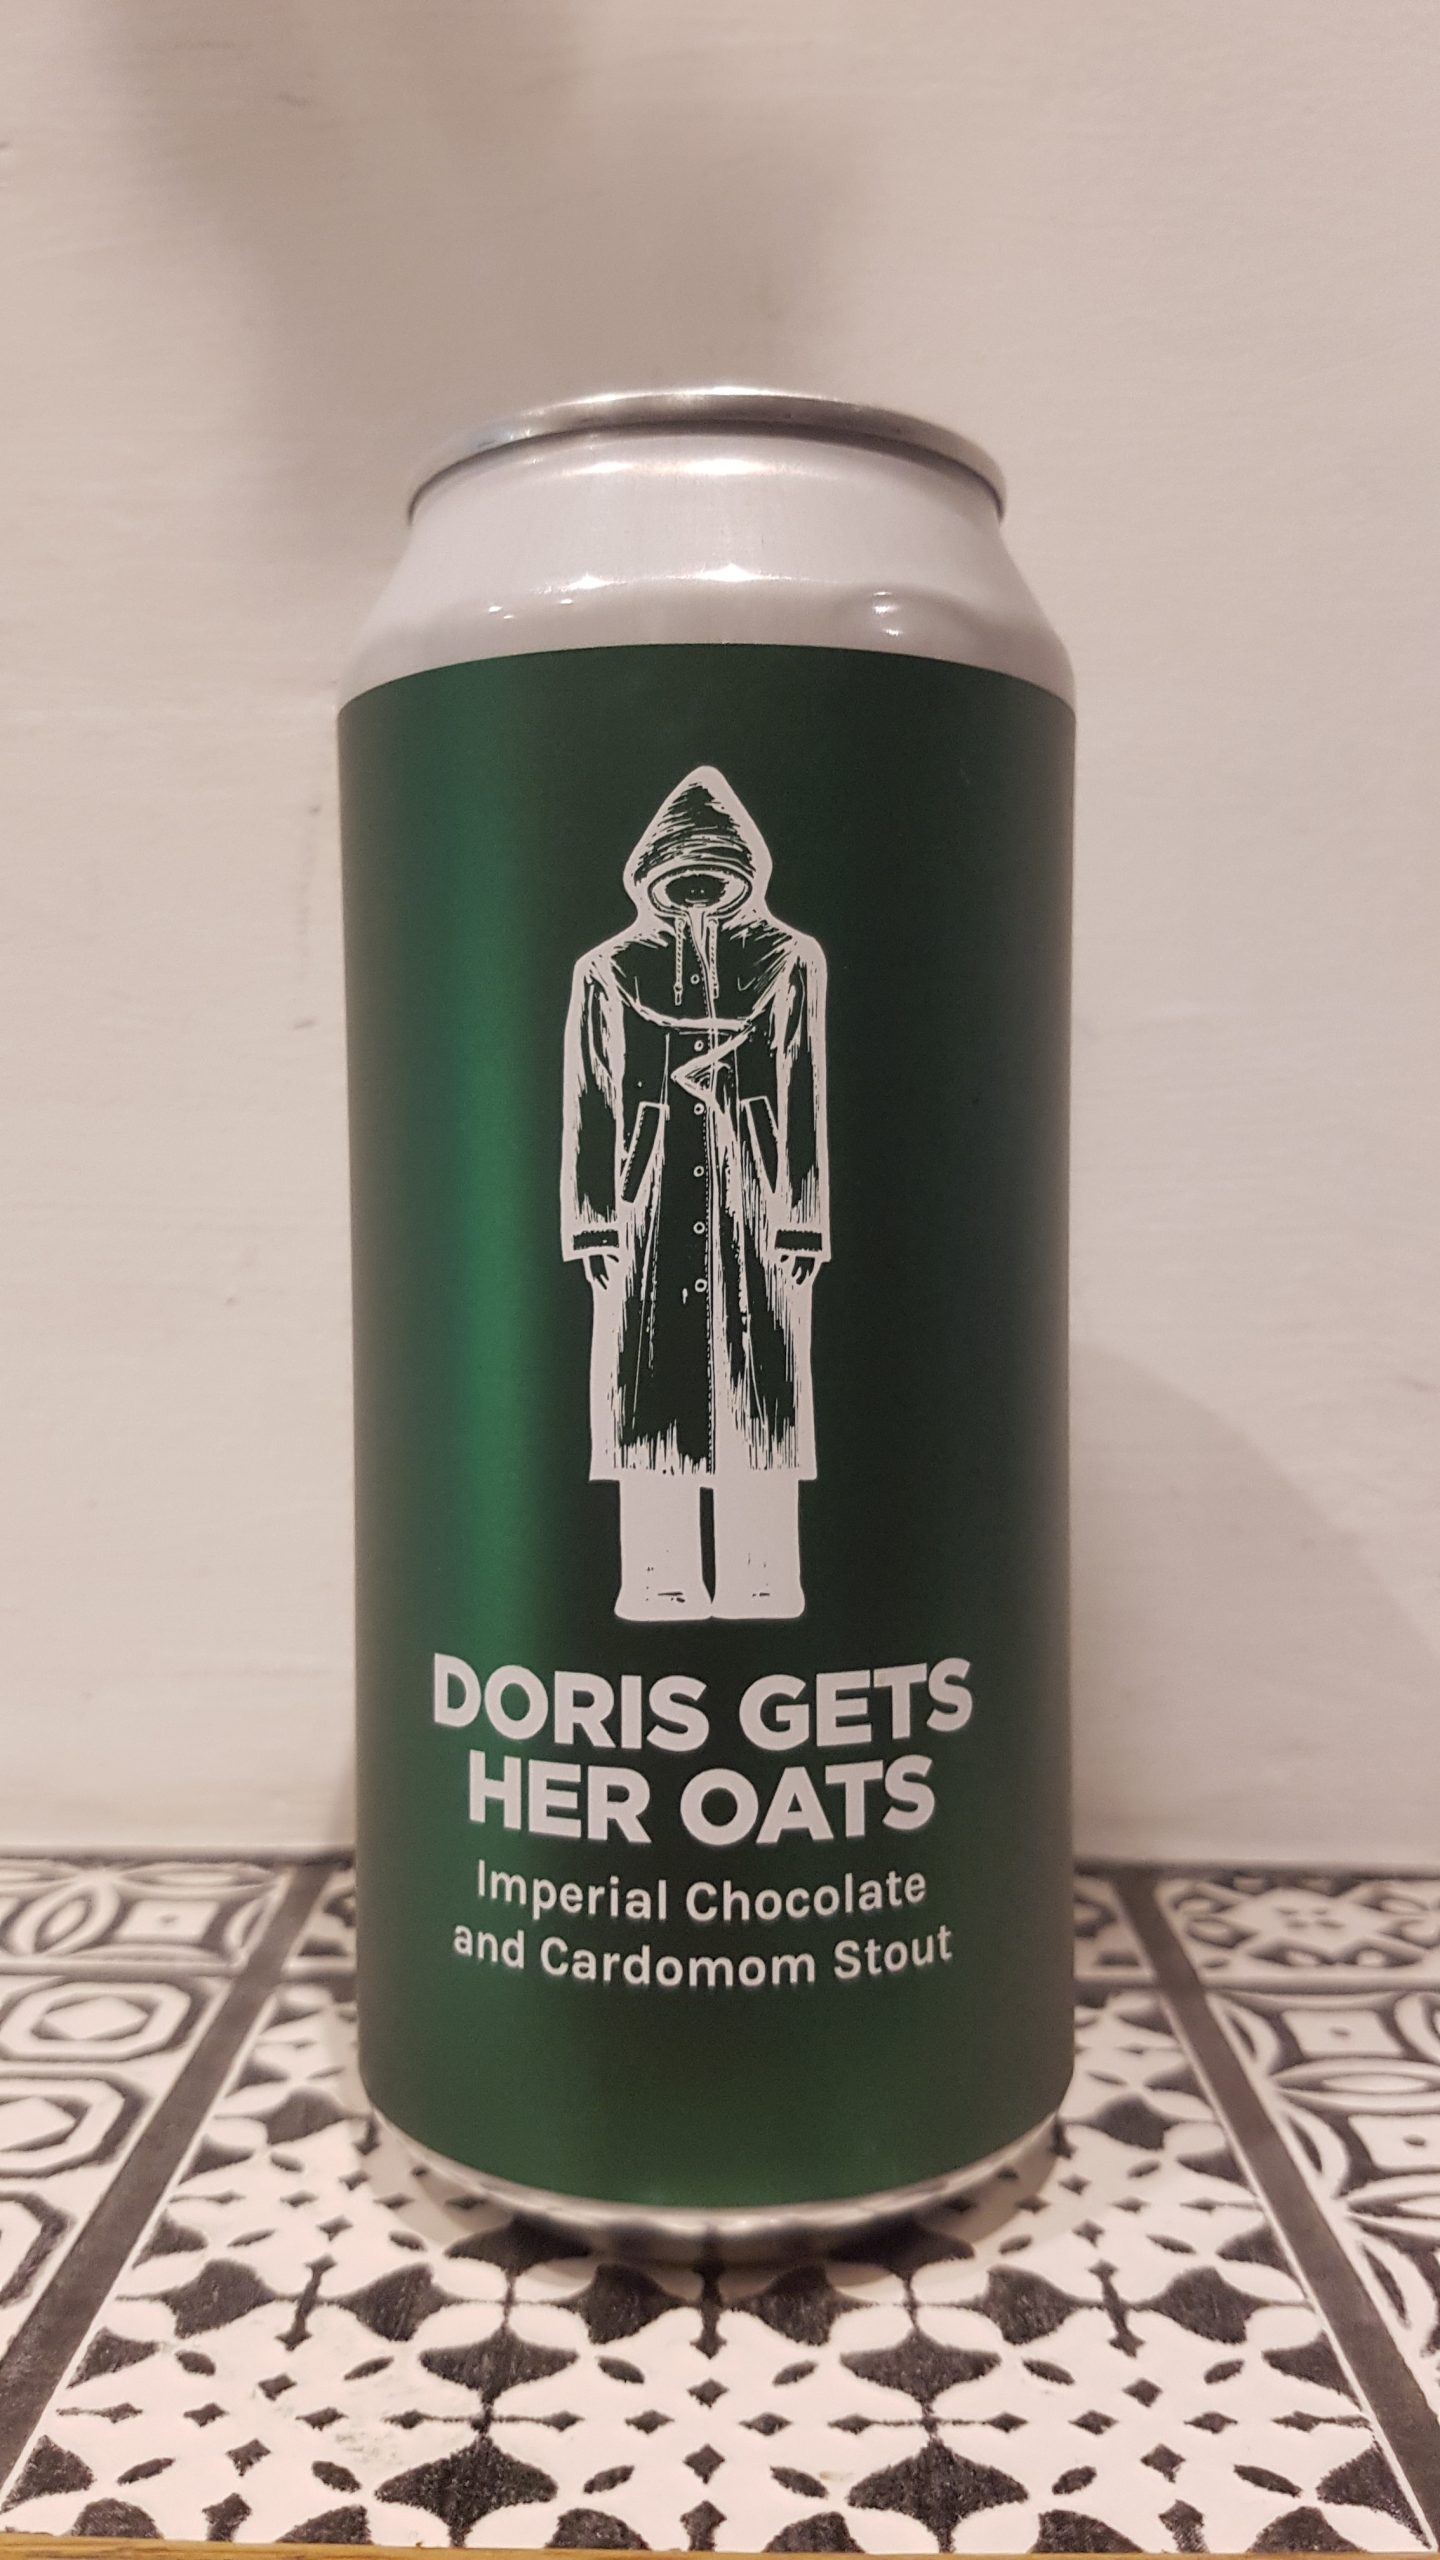 DORIS GETS
HER OATS
Imperial Chocolate
and Cardomom Stout